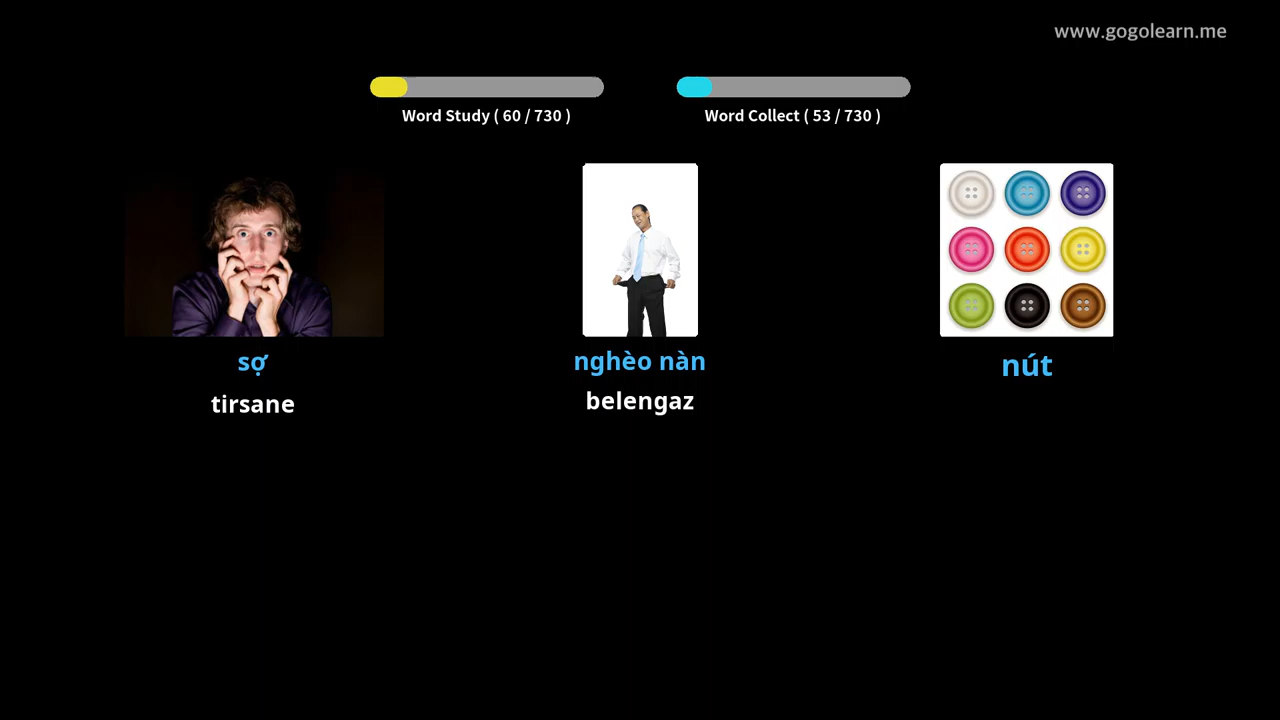 www.gogolearn.me
Word Study ( 60 / 730 )
Word Collect ( 53 / 730 )
sợ
tirsane
nghèo nàn
belengaz
nút